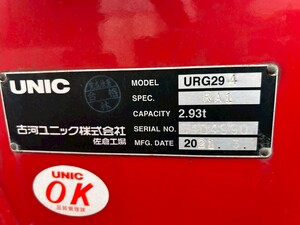 UNIC
MODEL URG294
SPEC.
CAPACITY 2.93t
古河ユニック株式会社
佐倉工場
SERIAL NO.
MFG. DATE 20
UNIC
OK